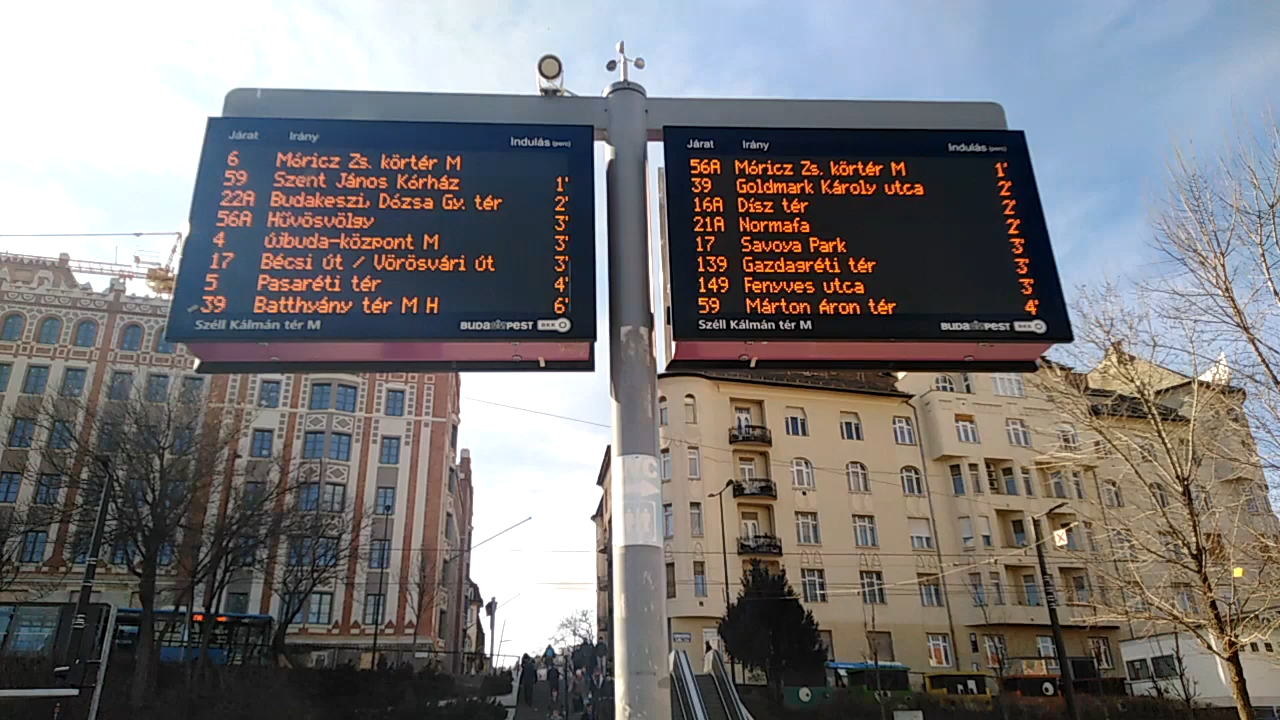 Járat Irány Indulás (perc)
6 Móricz Zs. körtér M
59 Szent János Kórház 1'
22A Budakeszi, Dózsa Gy. tér 2'
56A Hűvösvölgy 3'
4 újbuda-központ M 3'
17 Bécsi út / Vörösvári út 3'
5 Pasaréti tér 4'
39 Batthyány tér M H 6'
Széll Kálmán tér M BUDAPEST BKK
Járat Irány Indulás (perc)
56A Móricz Zs. körtér M 1'
39 Goldmark Károly utca 2'
16A Dísz tér 2'
21A Normafa 2'
17 Savoya Park 3'
139 Gazdagréti tér 3'
149 Fenyves utca 3'
59 Márton Áron tér 4'
Széll Kálmán tér M BUDAPEST BKK
WC